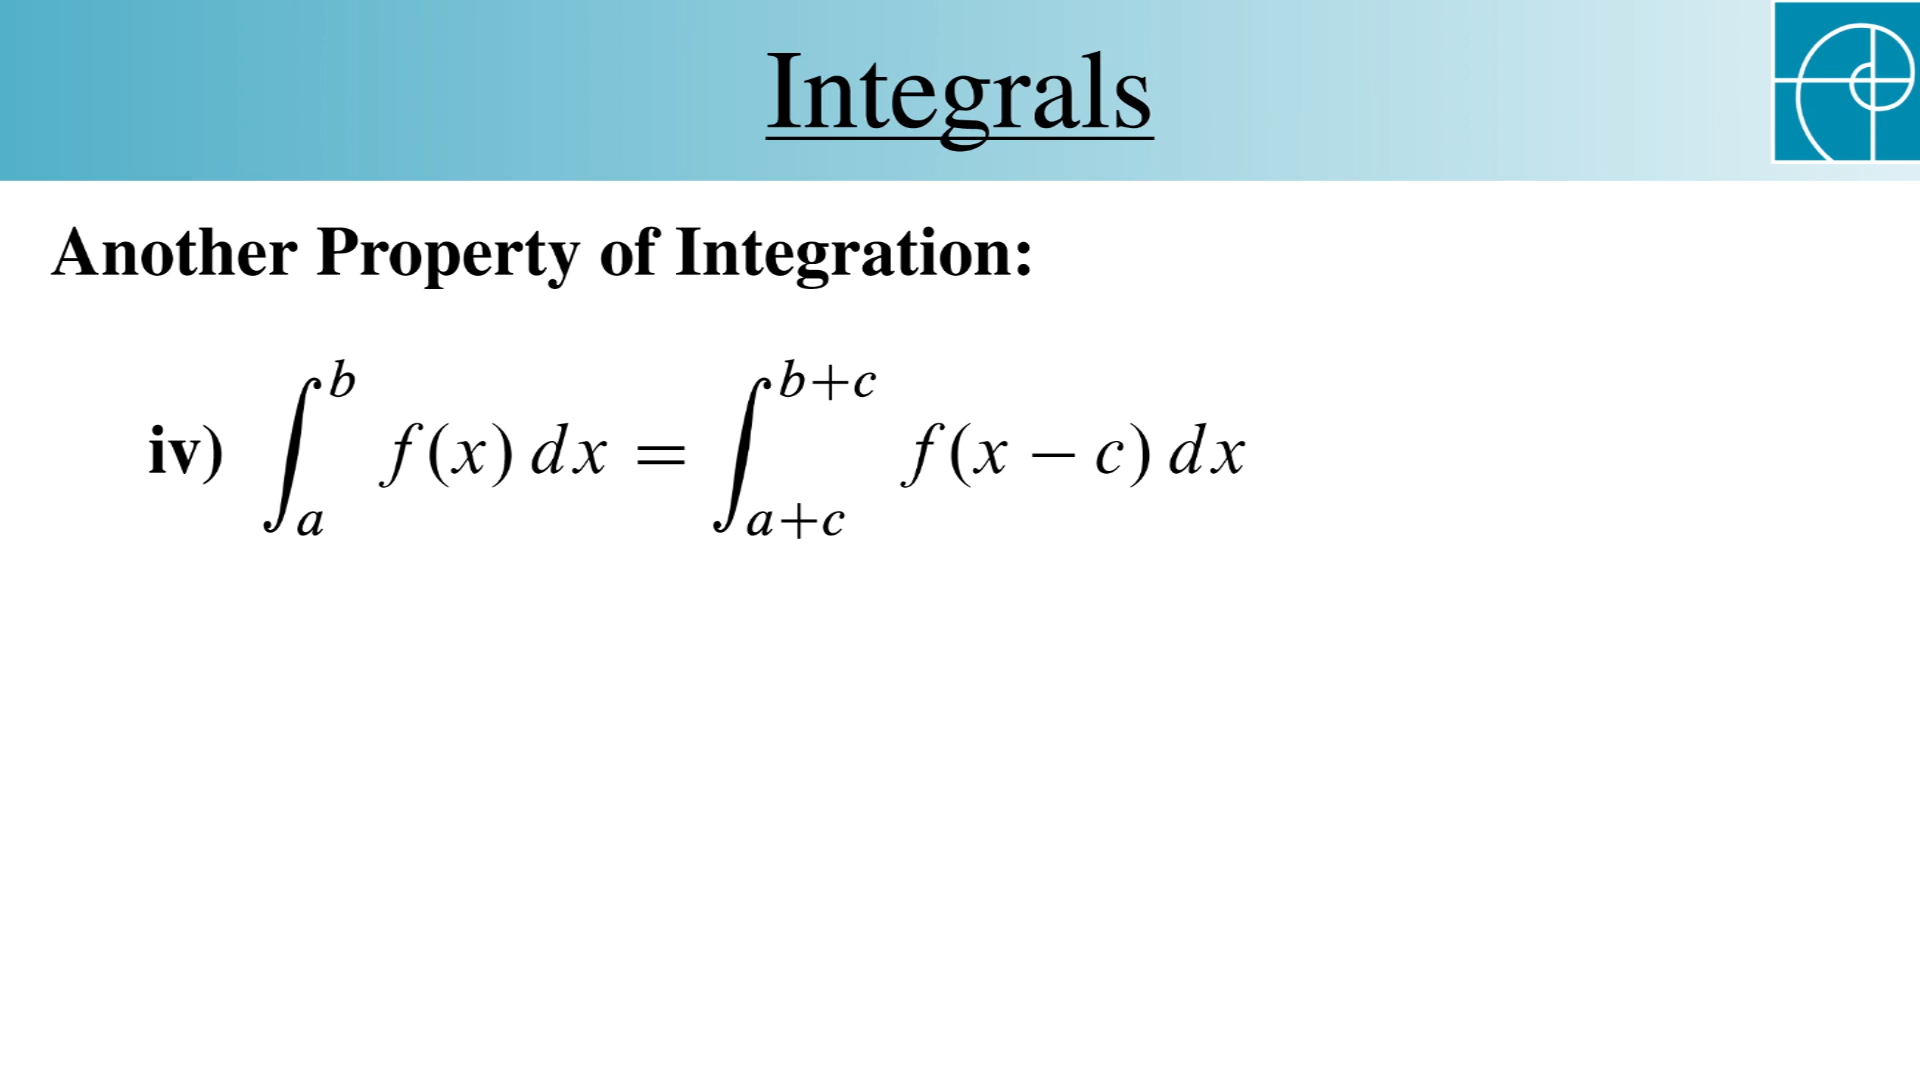 Integrals
Another Property of Integration:
iv) ∫_a^b f(x) dx = ∫_{a+c}^{b+c} f(x − c) dx